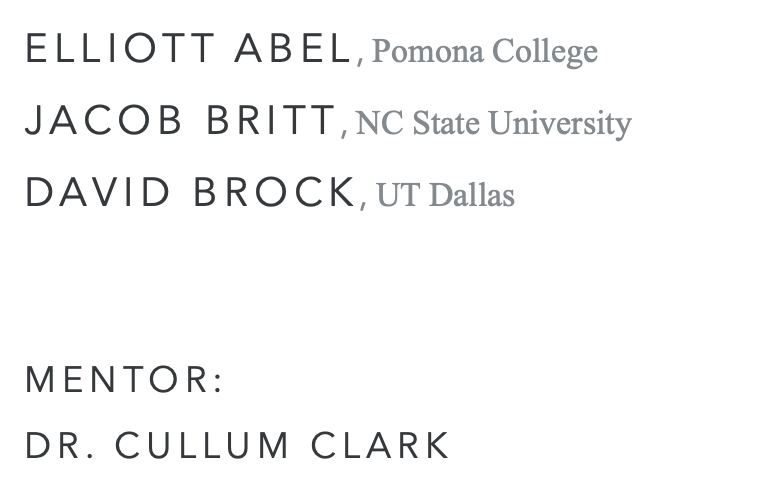 ELLIOTT ABEL, Pomona College
JACOB BRITT, NC State University
DAVID BROCK, UT Dallas
MENTOR:
DR. CULLUM CLARK